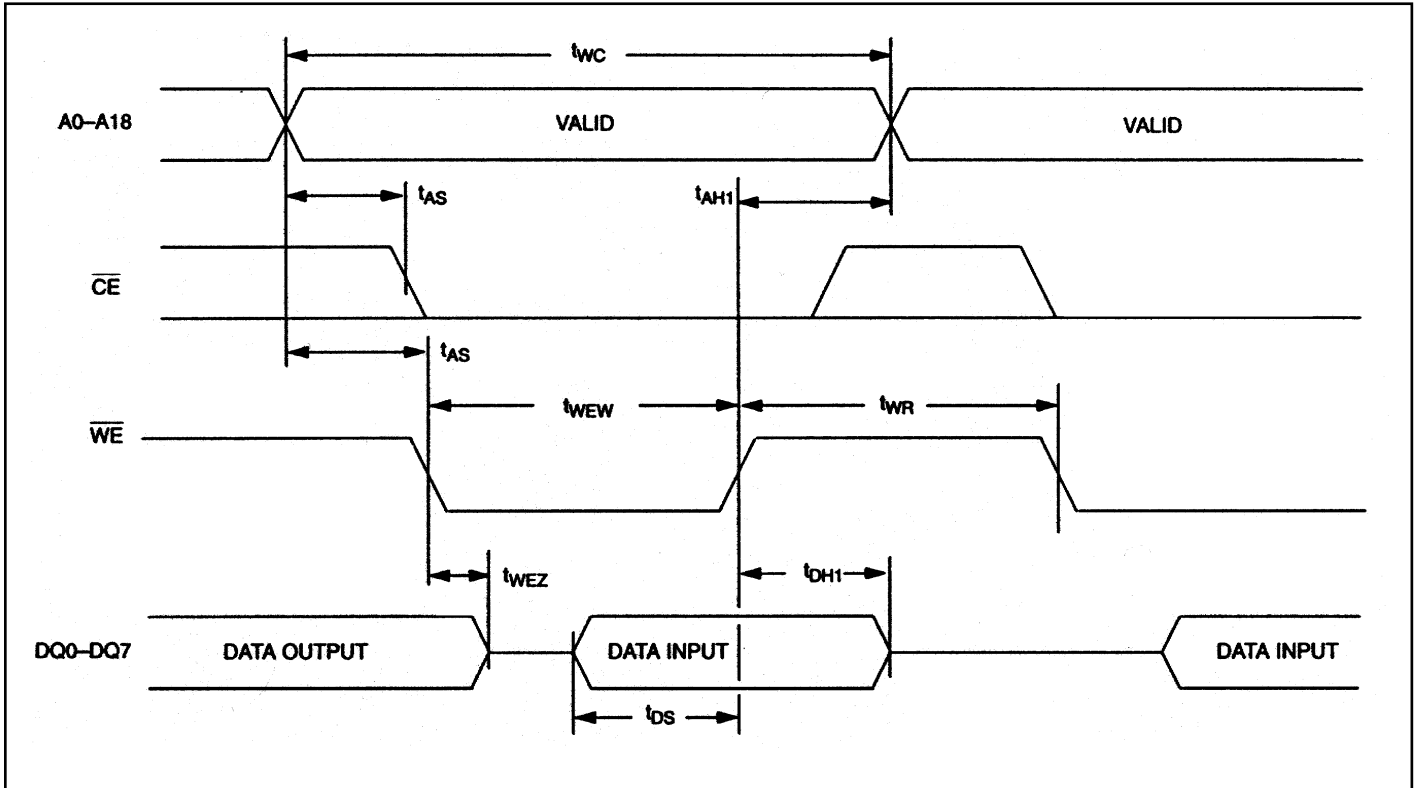 tWC
A0–A18
VALID
VALID
tAS
tAH1
CE
tAS
tWEW
tWR
WE
tWEZ
tDH1
DQ0–DQ7
DATA OUTPUT
DATA INPUT
DATA INPUT
tDS